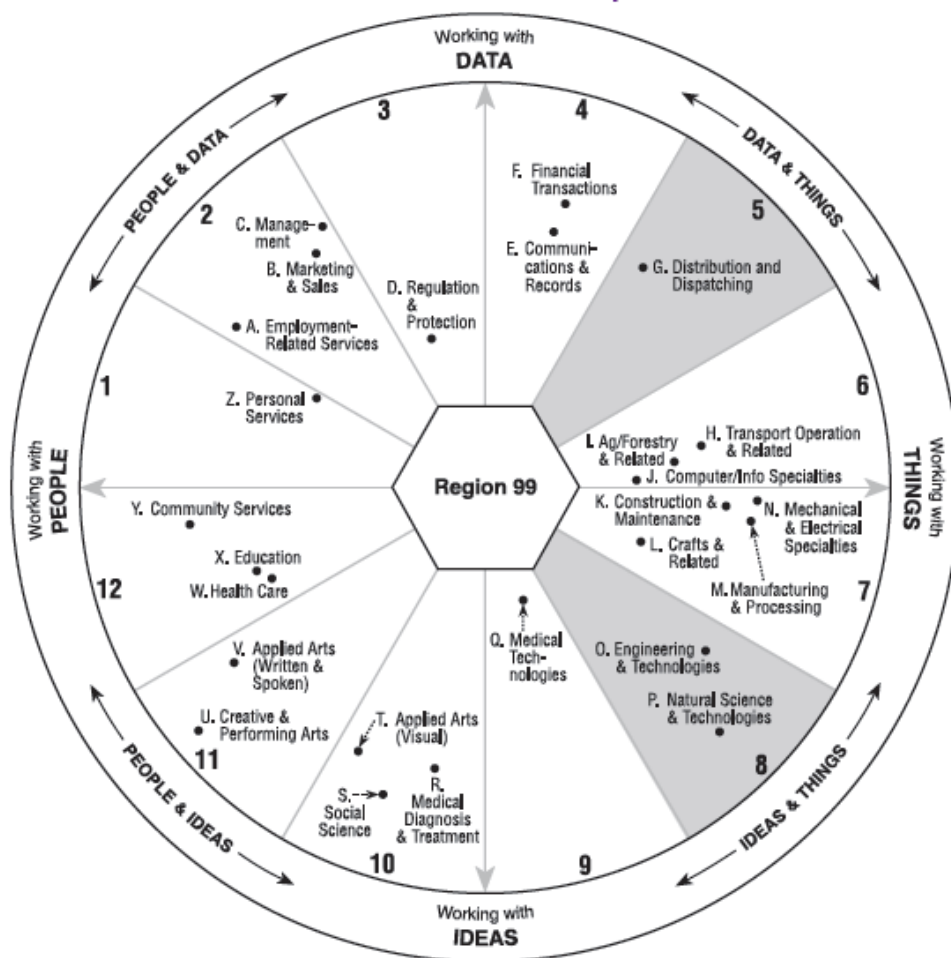 Working with
DATA
PEOPLE & DATA
DATA & THINGS
3
4
2
5
1
6
12
7
11
8
10
9
F. Financial
Transactions
E. Communi-
cations &
Records
C. Manage-
ment
B. Marketing
& Sales
D. Regulation
&
Protection
G. Distribution and
Dispatching
A. Employment-
Related Services
Z. Personal
Services
H. Transport Operation
& Related
I. Ag/Forestry
& Related
J. Computer/Info Specialties
Region 99
Working with
PEOPLE
Working with
THINGS
K. Construction &
Maintenance
N. Mechanical
& Electrical
Specialties
L. Crafts &
Related
M. Manufacturing
& Processing
Y. Community Services
X. Education
W. Health Care
V. Applied Arts
(Written &
Spoken)
U. Creative &
Performing Arts
Q. Medical
Tech-
nologies
O. Engineering
& Technologies
P. Natural Science
& Technologies
T. Applied Arts
(Visual)
S.
Social
Science
R.
Medical
Diagnosis
& Treatment
PEOPLE & IDEAS
IDEAS & THINGS
Working with
IDEAS